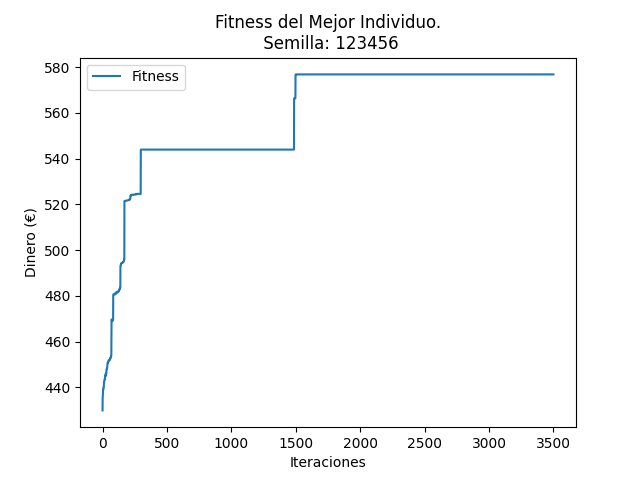 Fitness del Mejor Individuo.
Semilla: 123456
Fitness
580
560
540
520
500
480
460
440
Dinero (€)
0 500 1000 1500 2000 2500 3000 3500
Iteraciones